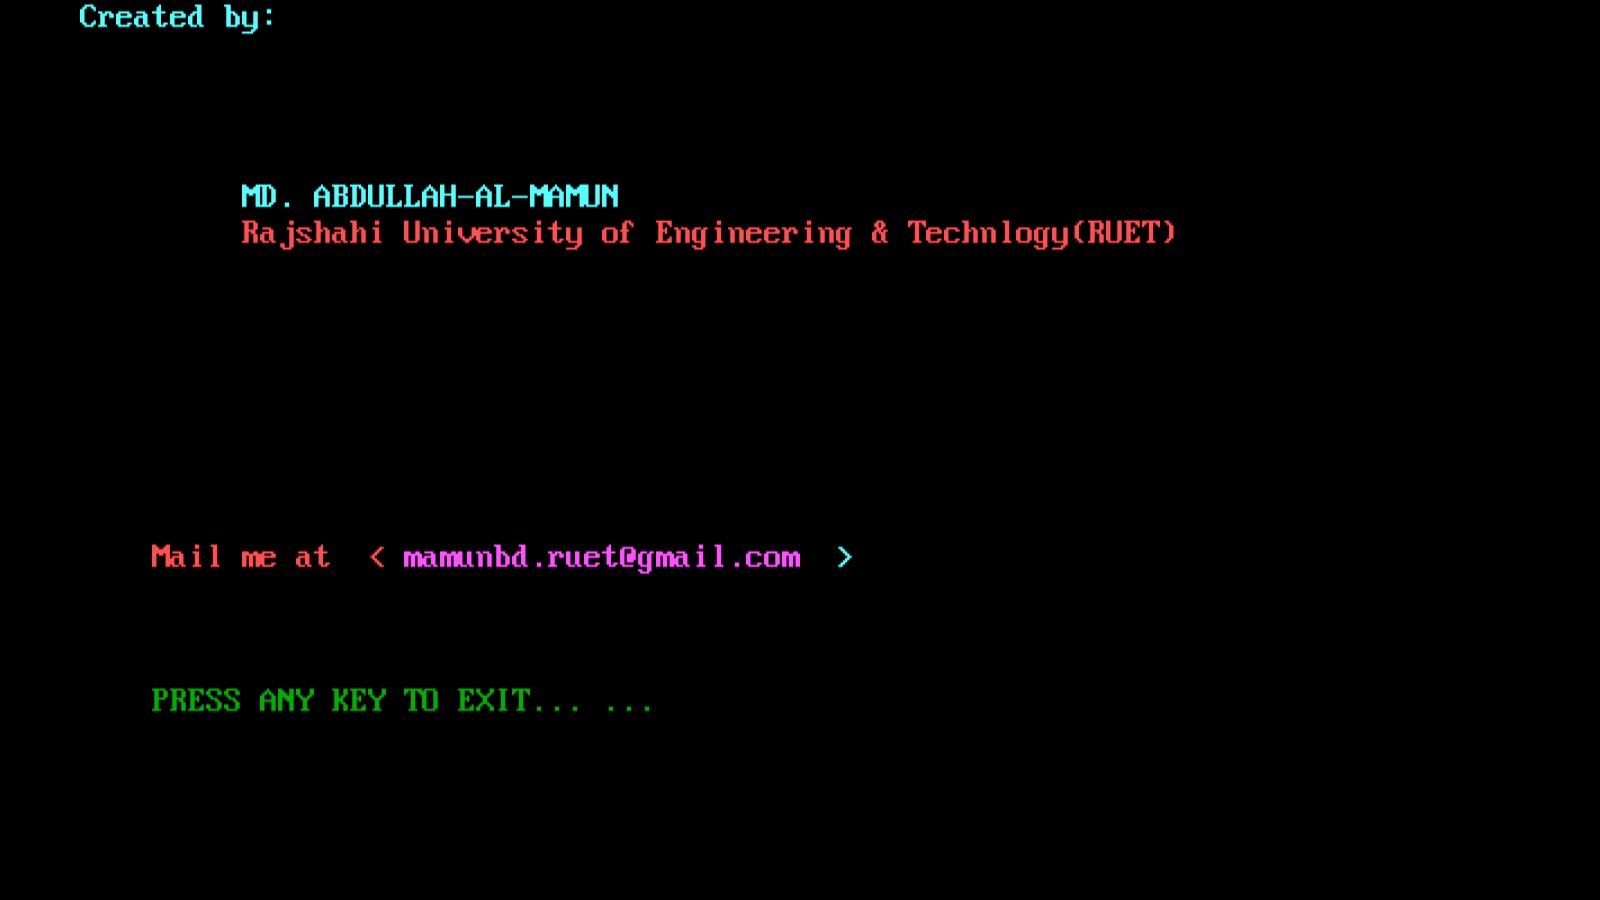 Created by:
MD. ABDULLAH-AL-MAMUN
Rajshahi University of Engineering & Technlogy(RUET)
Mail me at < mamunbd.ruet@gmail.com >
PRESS ANY KEY TO EXIT... ...